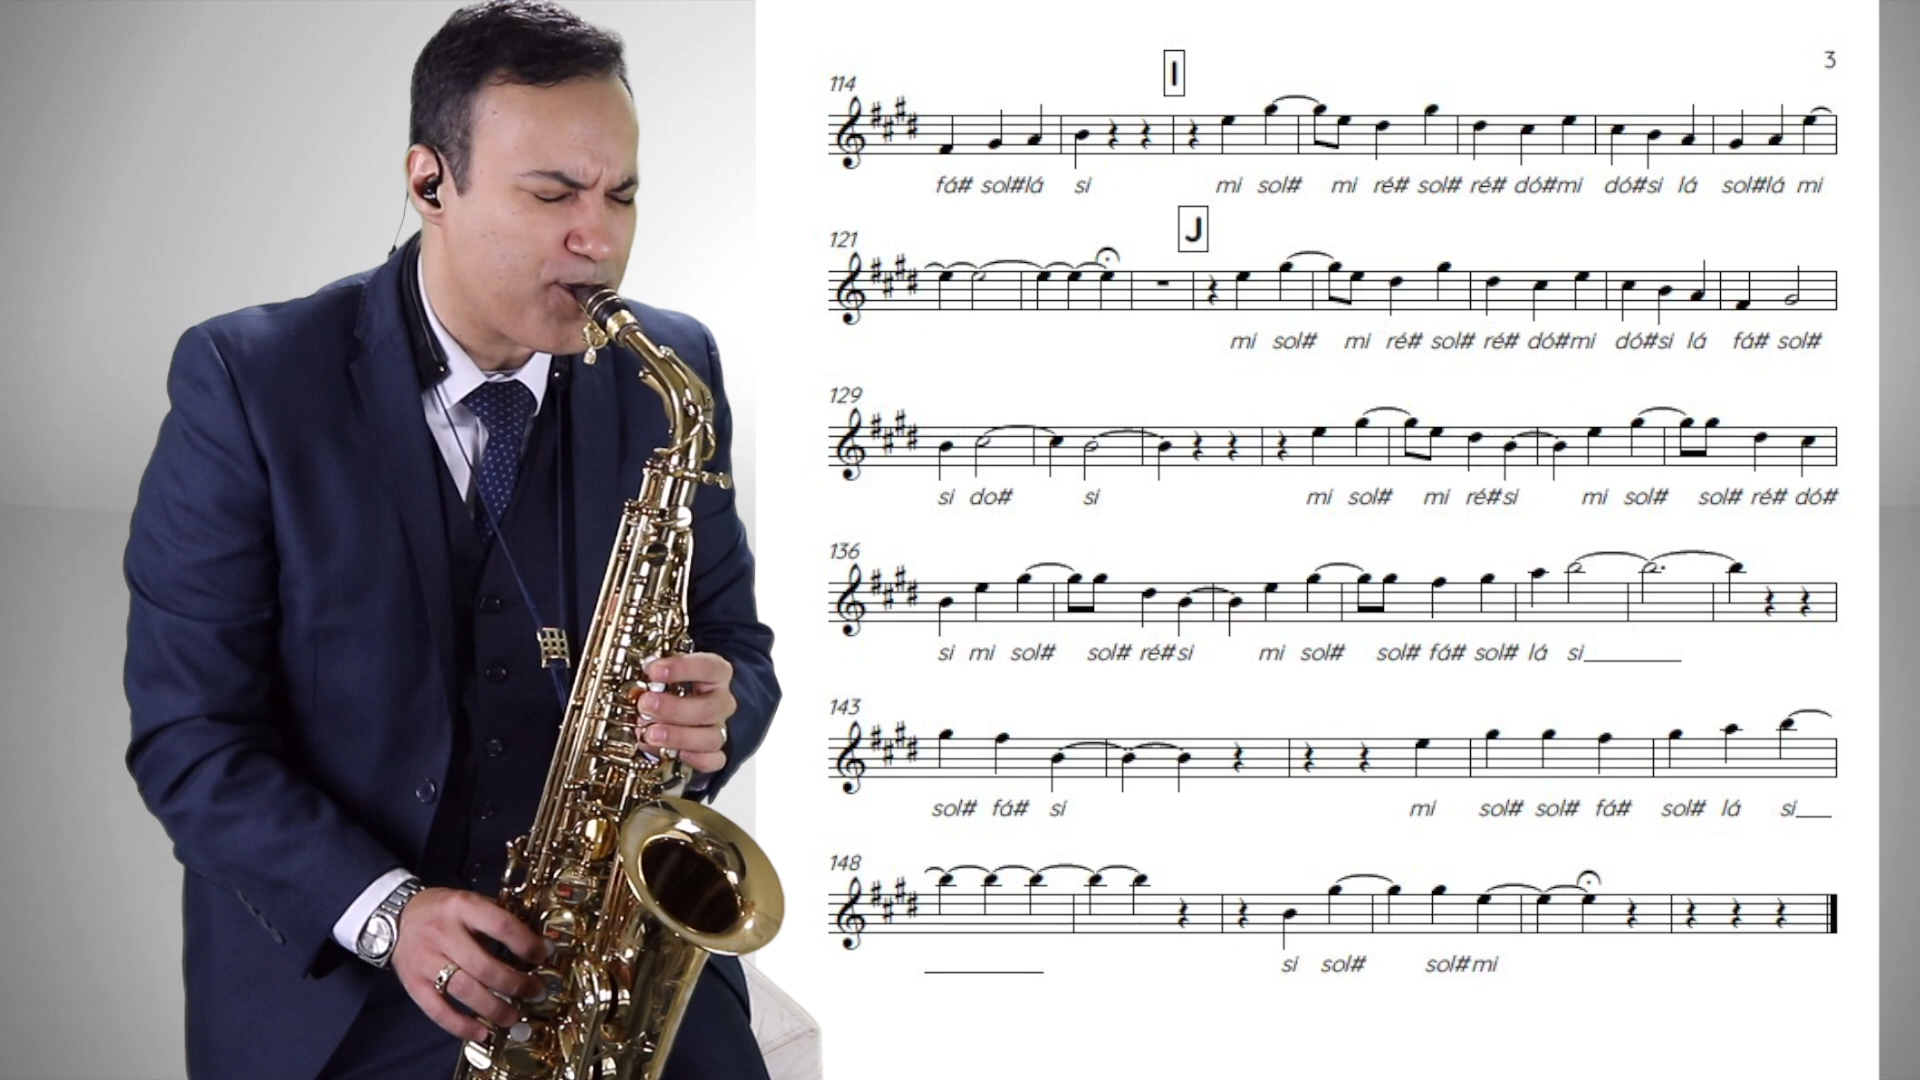 3
I
114
fá# sol#lá si mi sol# mi ré# sol# ré# dó#mi dó#si lá sol#lá mi
J
121
mi sol# mi ré# sol# ré# dó#mi dó#si lá fá# sol#
129
si do# si mi sol# mi ré#si mi sol# sol# ré# dó#
136
si mi sol# sol# ré#si mi sol# sol# fá# sol# lá si
143
sol# fá# si mi sol# sol# fá# sol# lá si
148
si sol# sol#mi